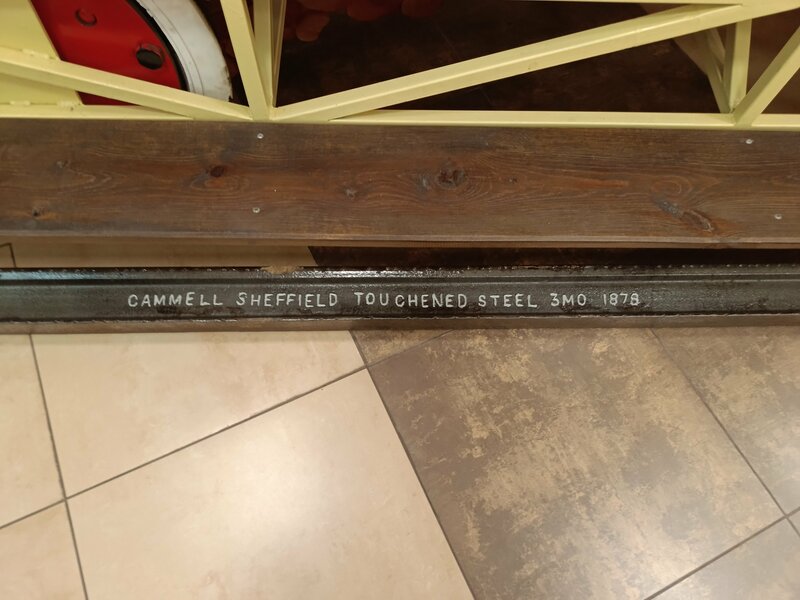 CAMMELL SHEFFIELD TOUCHENED STEEL 3MO 1878